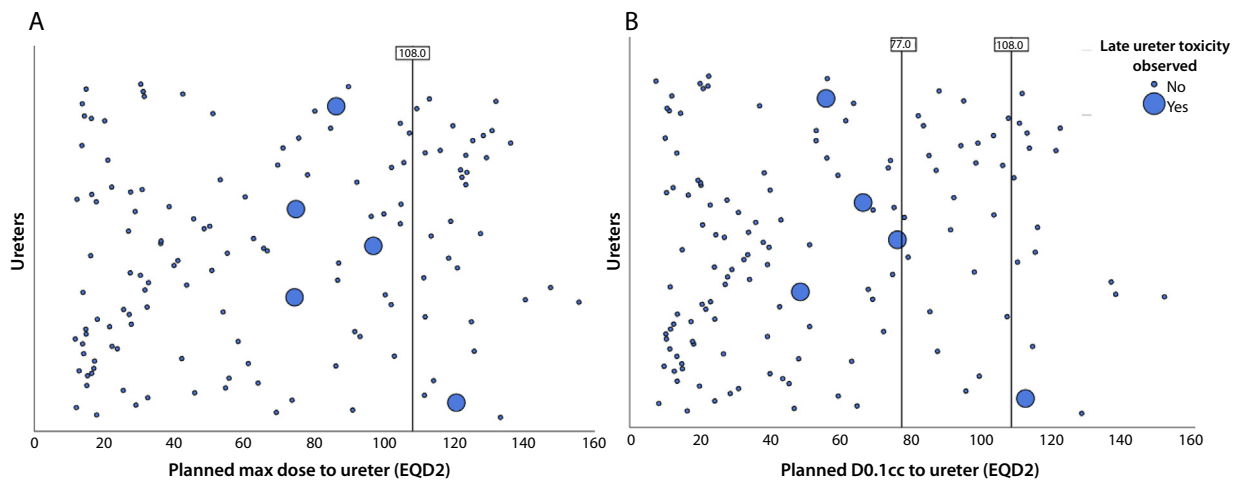 A
B
108.0
77.0
108.0
Late ureter toxicity
observed
No
Yes
Ureters
Ureters
0 20 40 60 80 100 120 140 160
0 20 40 60 80 100 120 140 160
Planned max dose to ureter (EQD2)
Planned D0.1cc to ureter (EQD2)